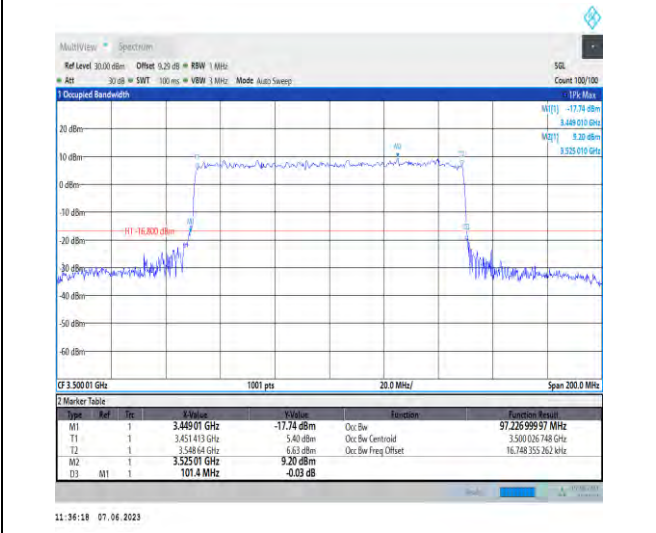 MultiView Spectrum
Ref Level 30.00 dBm Offset 9.29 dB RBW 1 MHz SGL
Att 30 dB SWT 100 ms VBW 3 MHz Mode Auto Sweep Count 100/100
1 Occupied Bandwidth 1Pk Max
M1[1] -17.74 dBm
3.449 010 GHz
M2[1] 9.20 dBm
3.525 010 GHz
20 dBm
10 dBm
0 dBm
-10 dBm
H1 -16.800 dBm
-20 dBm
-30 dBm
-40 dBm
-50 dBm
-60 dBm
CF 3.500 01 GHz 1001 pts 20.0 MHz/ Span 200.0 MHz
2 Marker Table
Type Ref Trc X-Value Y-Value Function Function Result
M1 1 3.449 01 GHz -17.74 dBm Occ Bw 97.226 999 97 MHz
T1 1 3.451 413 GHz 5.40 dBm Occ Bw Centroid 3.500 026 748 GHz
T2 1 3.548 64 GHz 6.63 dBm Occ Bw Freq Offset 16.748 355 262 kHz
M2 1 3.525 01 GHz 9.20 dBm
D3 M1 1 101.4 MHz -0.03 dB
11:36:18 07.06.2023